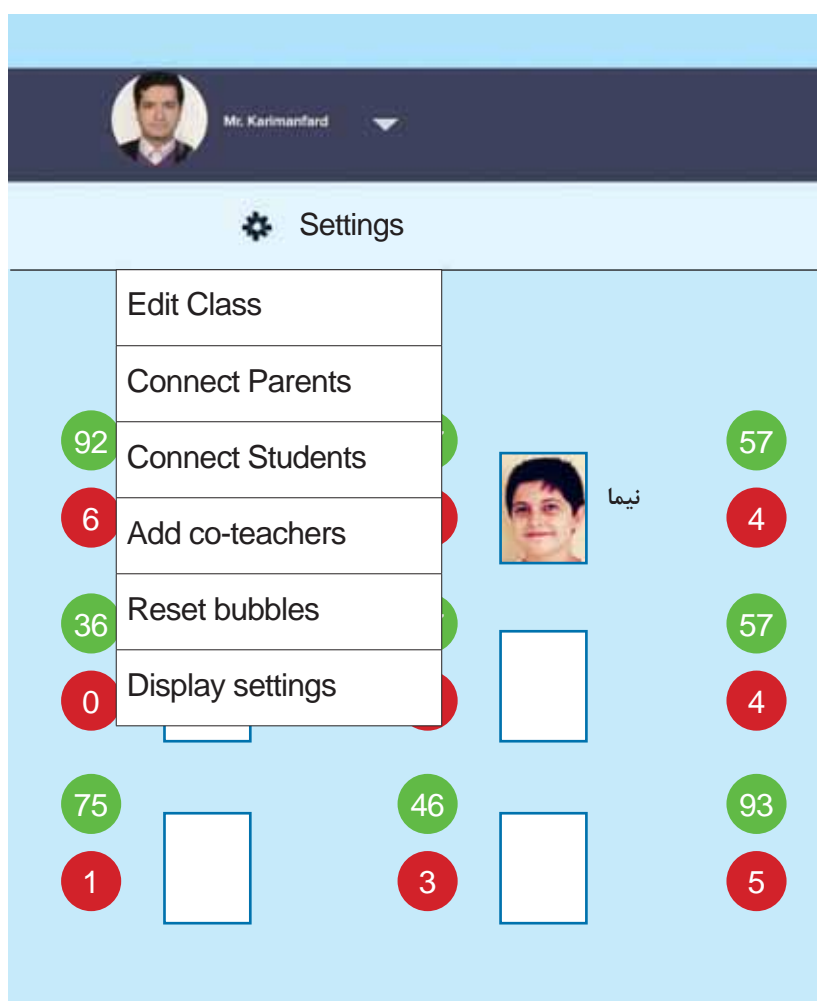 Mr. Karimanfard
Settings
Edit Class
Connect Parents
92
57
Connect Students
نیما
6
4
Add co-teachers
36
57
Reset bubbles
0
4
Display settings
75
46
93
1
3
5